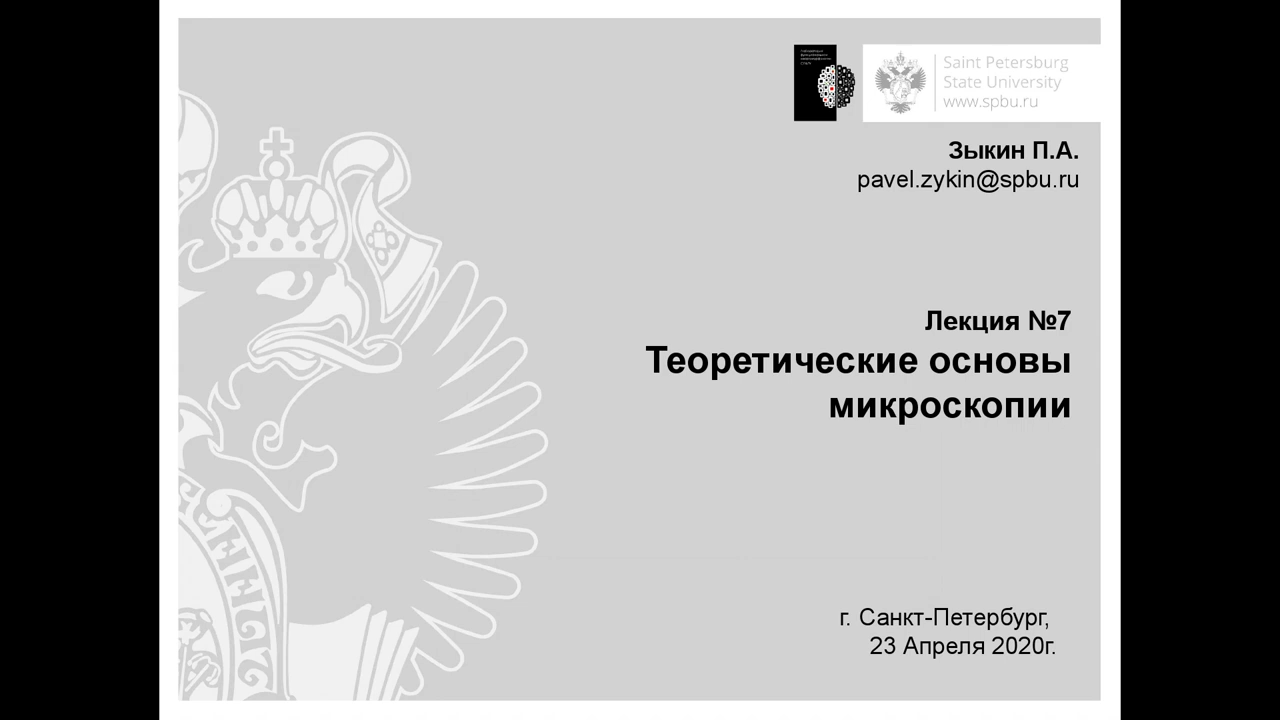 Saint Petersburg
State University
www.spbu.ru
Зыкин П.А.
pavel.zykin@spbu.ru
Лекция №7
Теоретические основы
микроскопии
г. Санкт-Петербург,
23 Апреля 2020г.